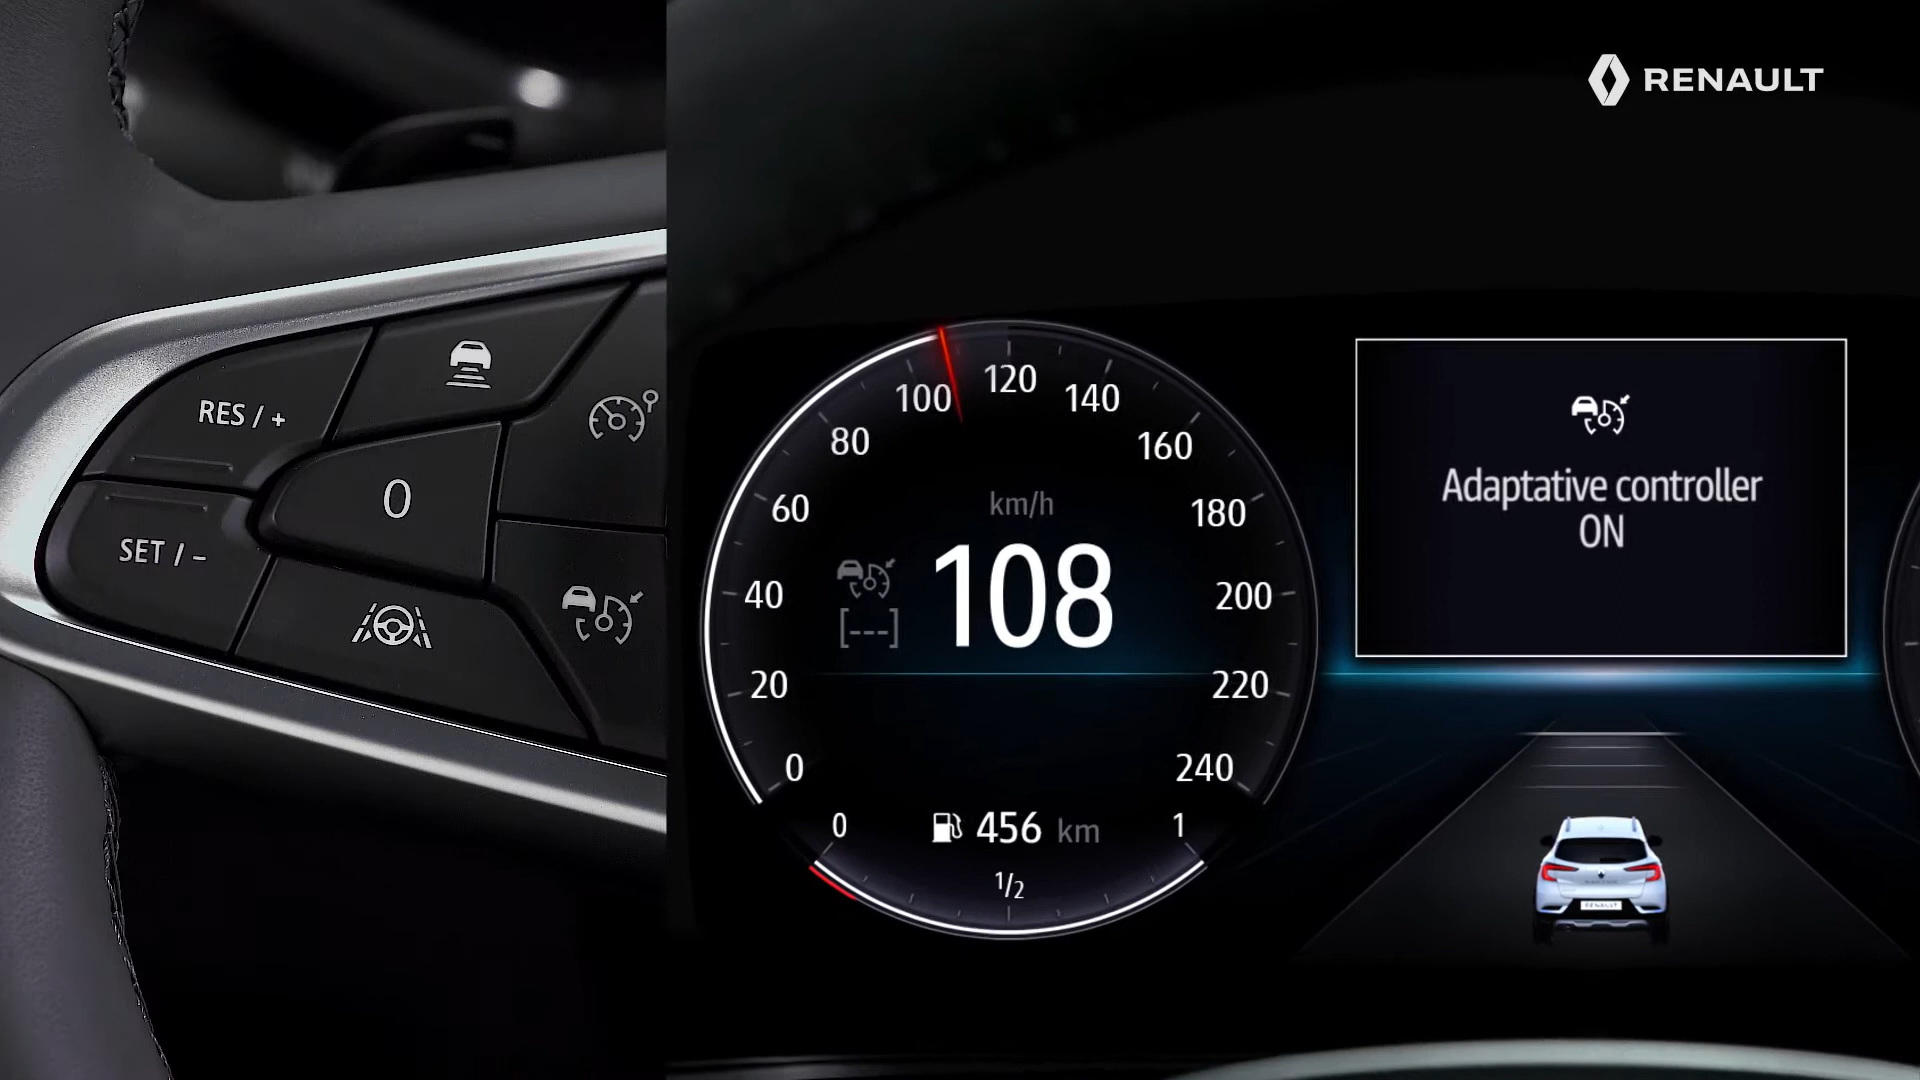 RENAULT
RES / +
0
SET / -
0
20
40
60
80
100
120
140
160
180
200
220
240
km/h
108
[---]
0
456 km
1
1/2
Adaptative controller
ON
RENAULT